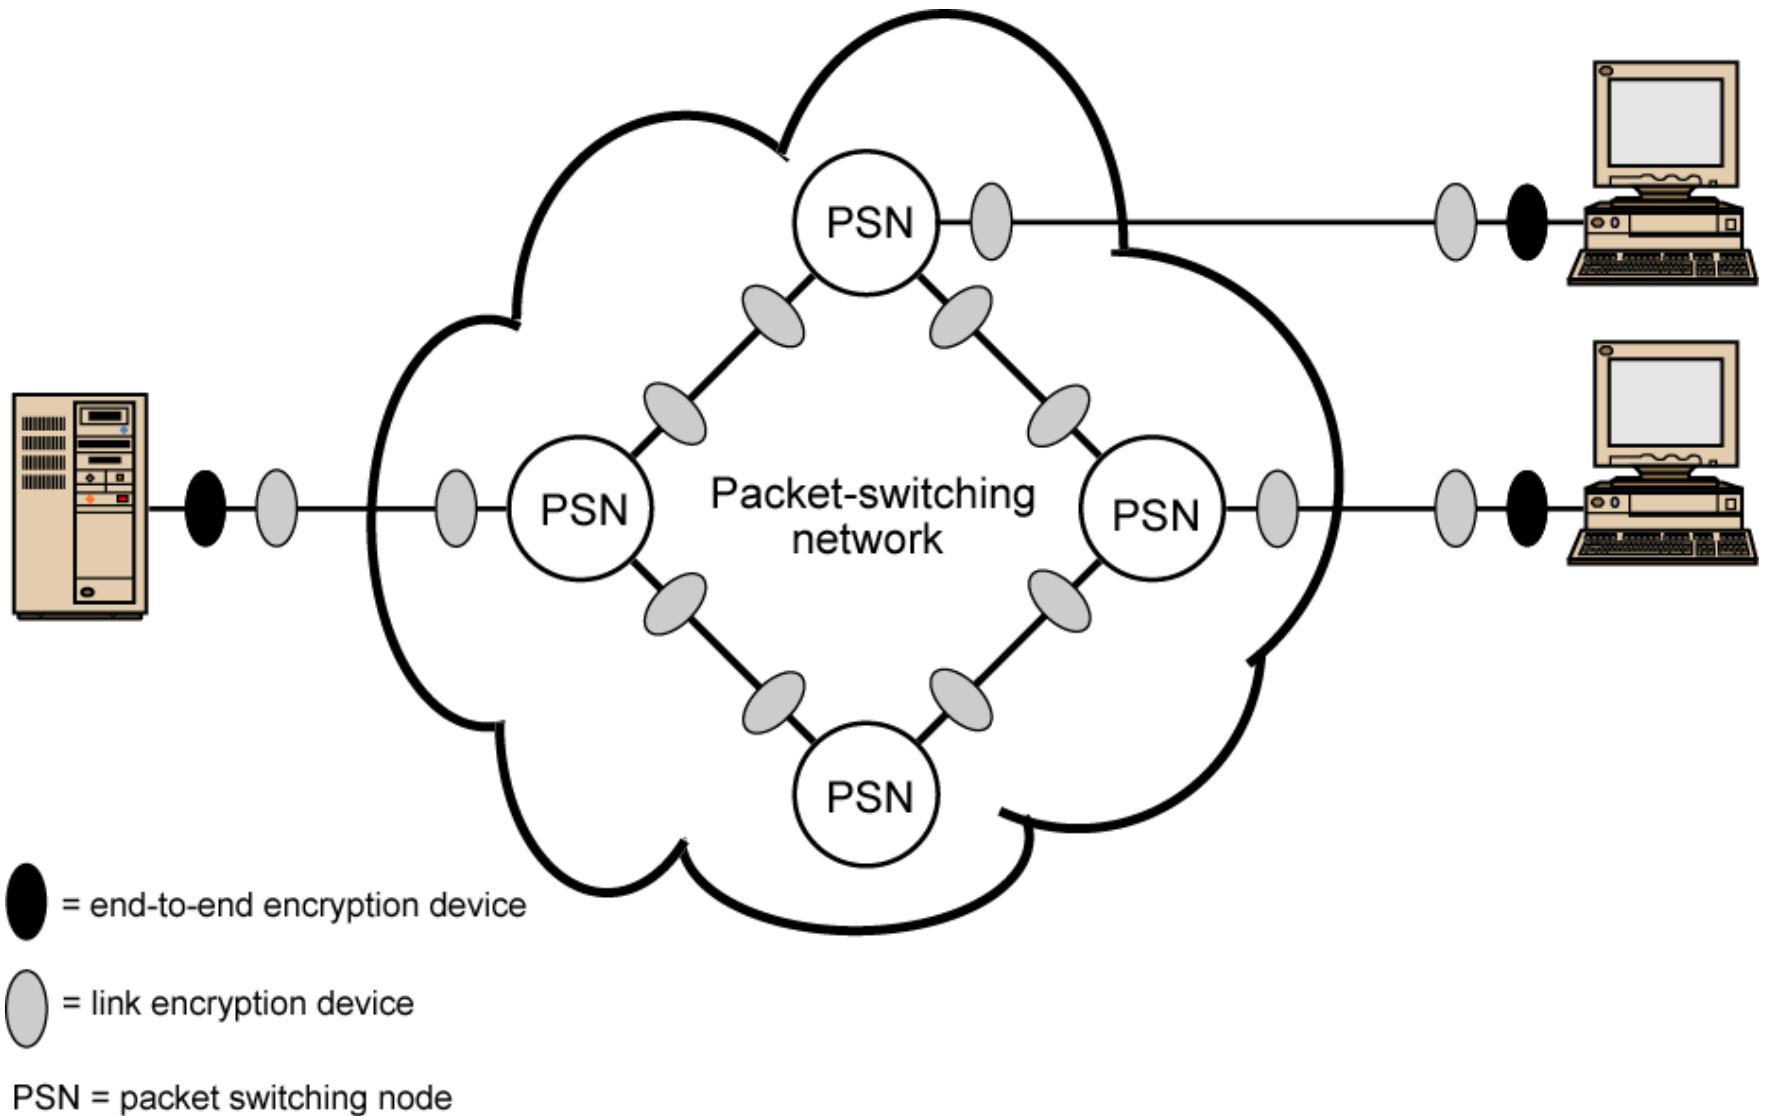 PSN
PSN
Packet-switching
network
PSN
PSN
= end-to-end encryption device
= link encryption device
PSN = packet switching node